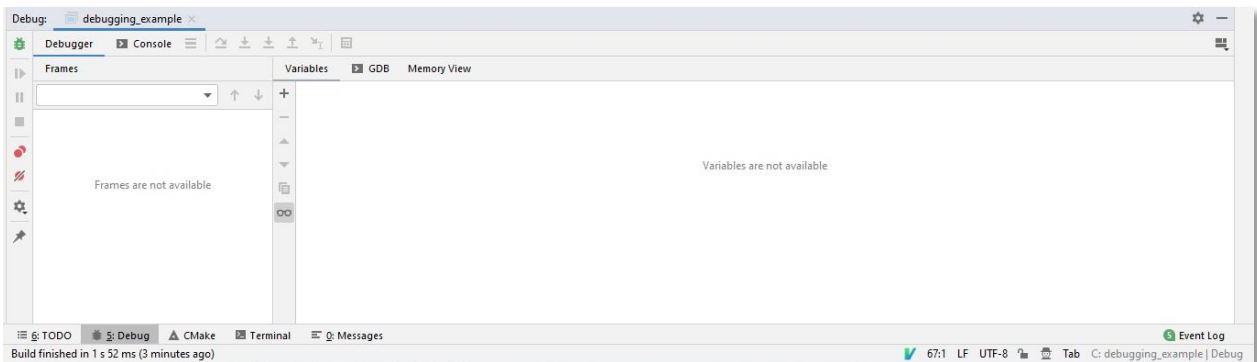 Debug: debugging_example
Debugger Console
Frames Variables GDB Memory View
Variables are not available
Frames are not available
6: TODO 5: Debug CMake Terminal 0: Messages 5 Event Log
Build finished in 1 s 52 ms (3 minutes ago) 67:1 LF UTF-8 Tab C: debugging_example | Debug